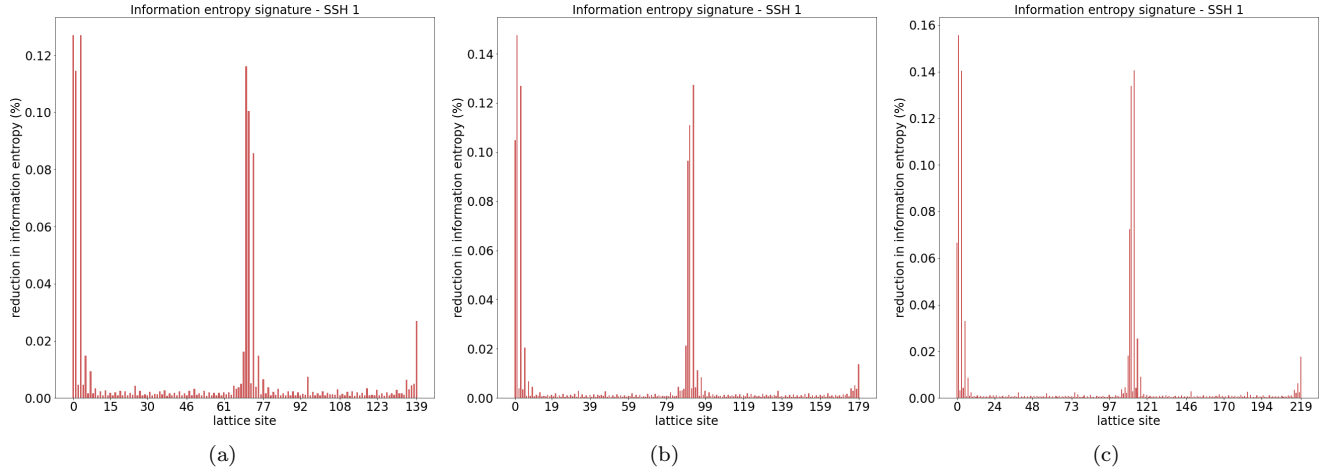 Information entropy signature - SSH 1
reduction in information entropy (%)
0.12
0.10
0.08
0.06
0.04
0.02
0.00
0 15 30 46 61 77 92 108 123 139
lattice site
(a)
Information entropy signature - SSH 1
reduction in information entropy (%)
0.14
0.12
0.10
0.08
0.06
0.04
0.02
0.00
0 19 39 59 79 99 119 139 159 179
lattice site
(b)
Information entropy signature - SSH 1
reduction in information entropy (%)
0.16
0.14
0.12
0.10
0.08
0.06
0.04
0.02
0.00
0 24 48 73 97 121 146 170 194 219
lattice site
(c)